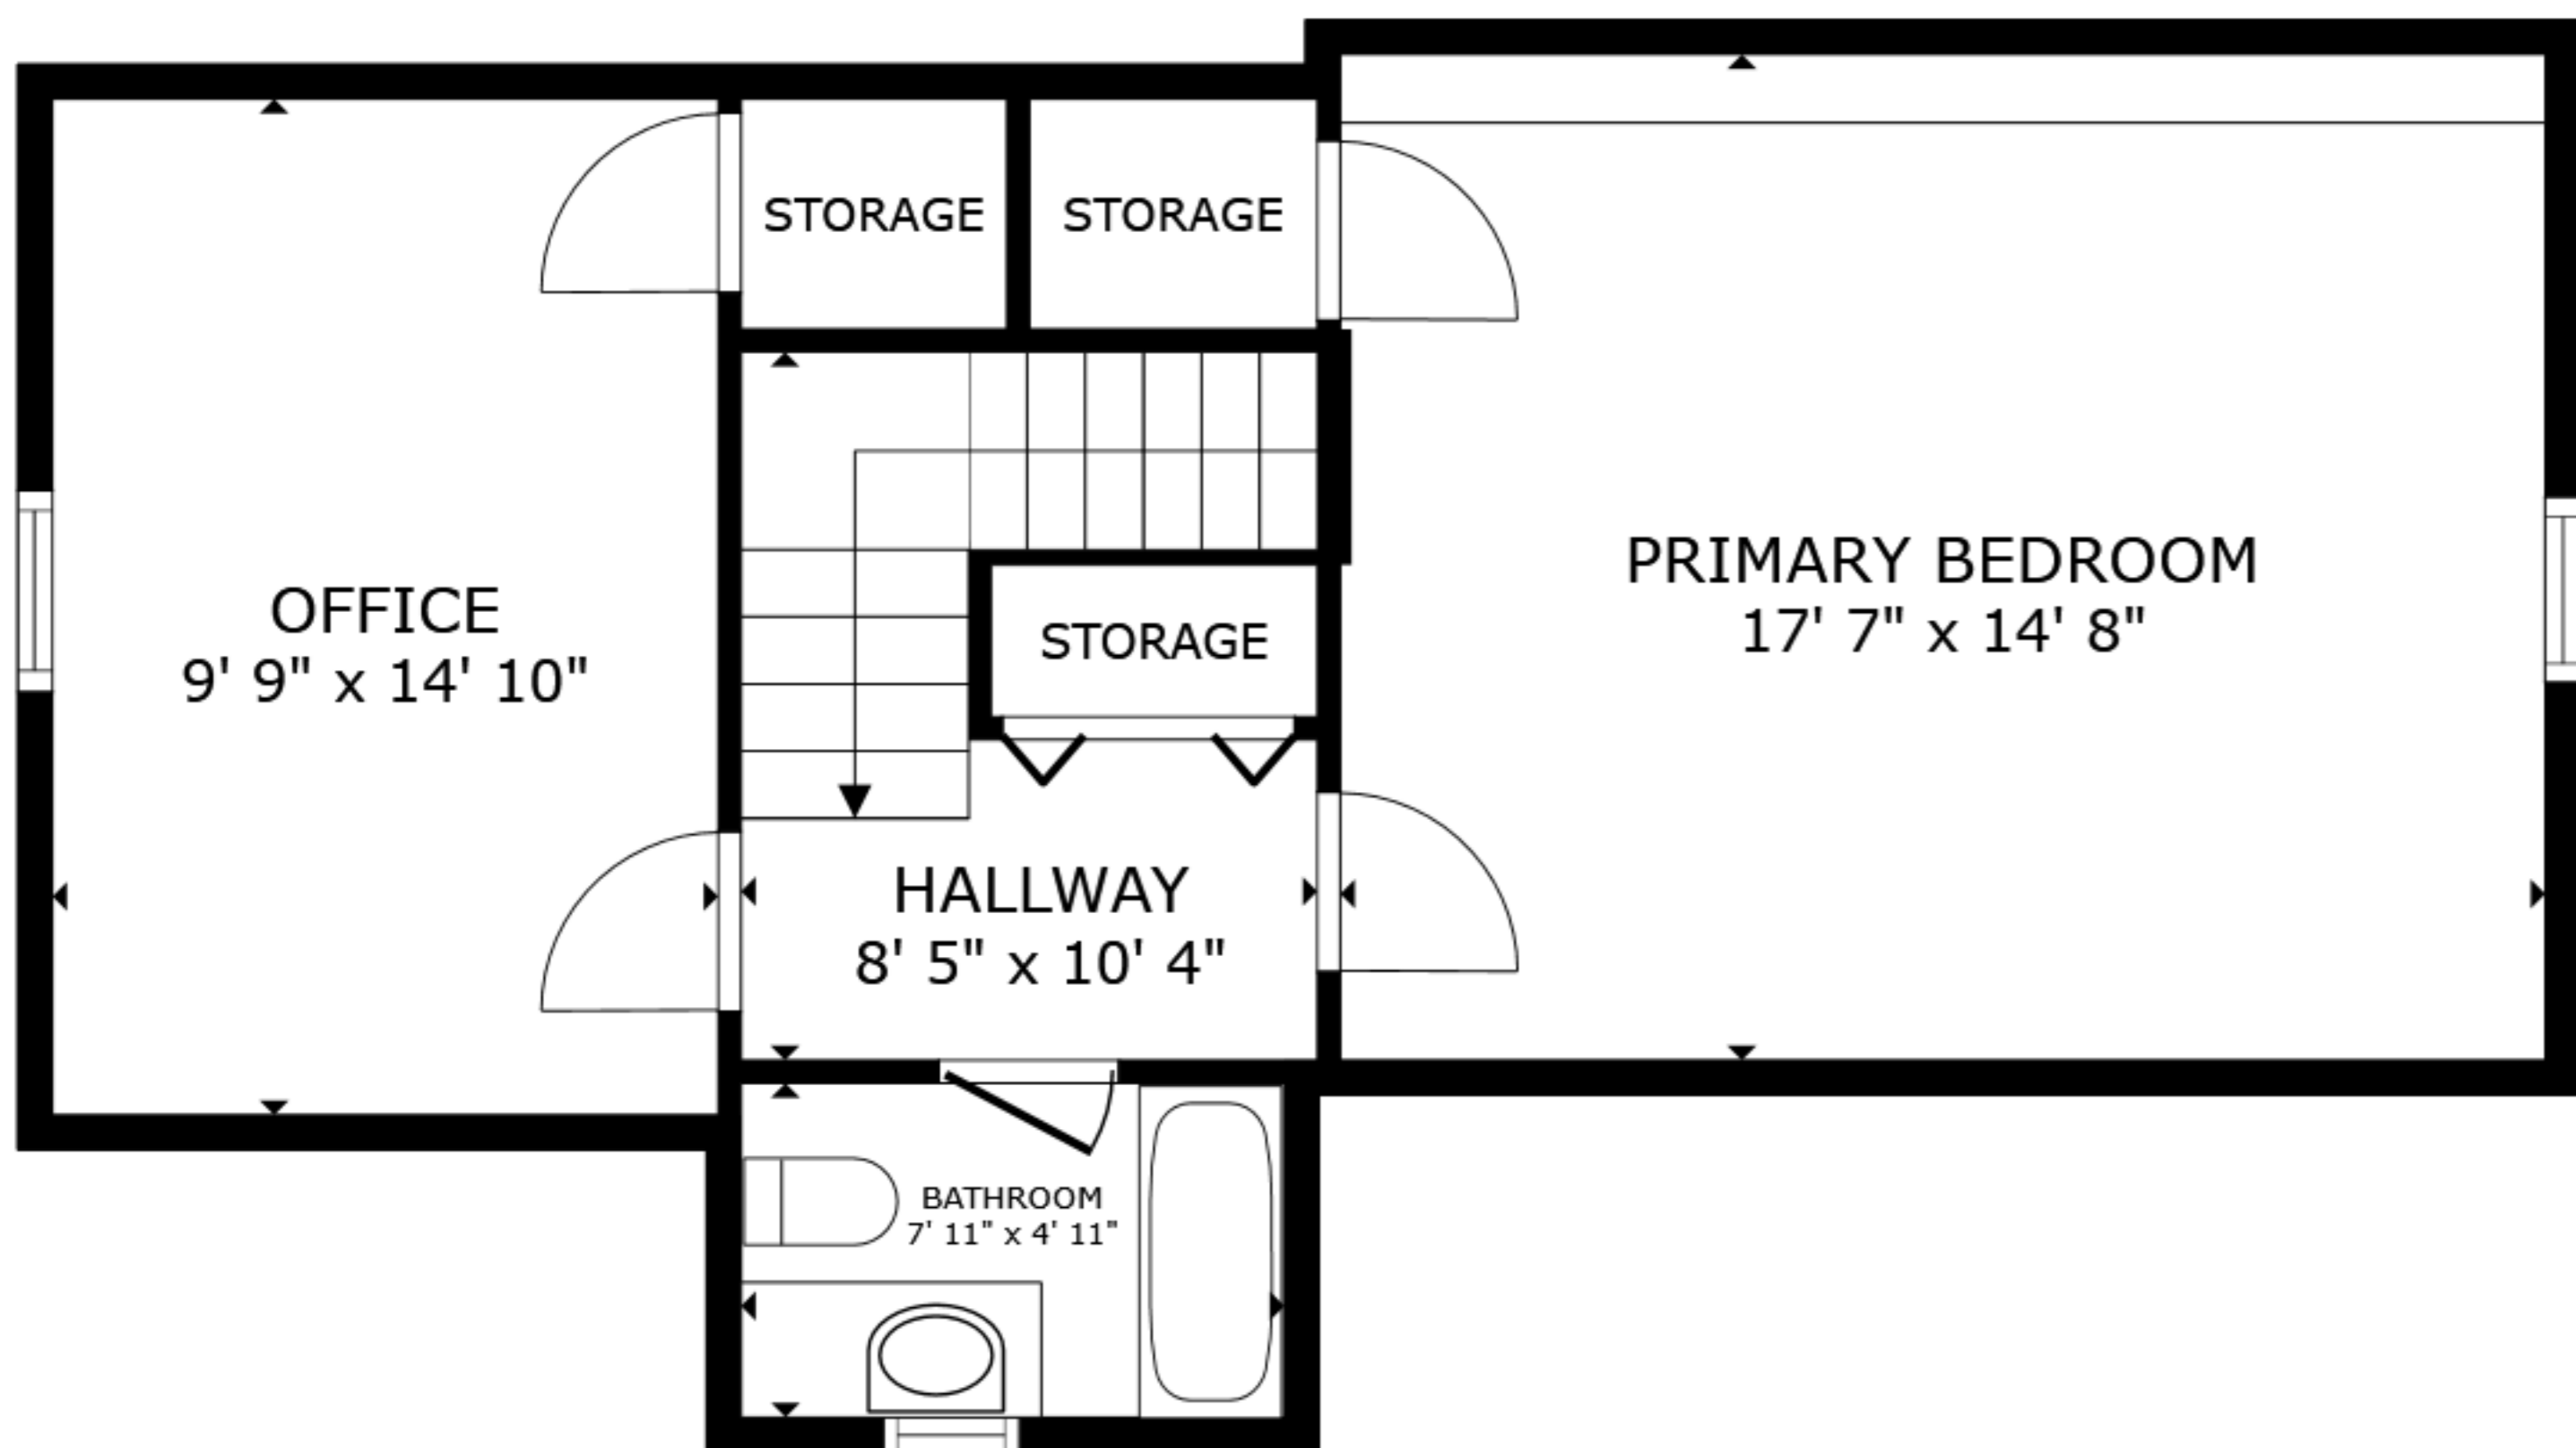 STORAGE
STORAGE
PRIMARY BEDROOM
17' 7" x 14' 8"
OFFICE
9' 9" x 14' 10"
STORAGE
HALLWAY
8' 5" x 10' 4"
BATHROOM
7' 11" x 4' 11"